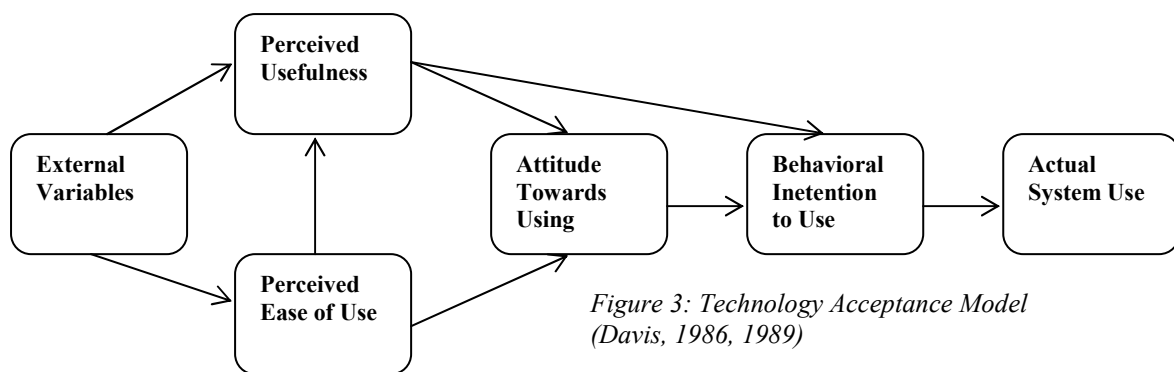 Perceived
Usefulness
External
Variables
Attitude
Towards
Using
Behavioral
Inetention
to Use
Actual
System Use
Perceived
Ease of Use
Figure 3: Technology Acceptance Model
(Davis, 1986, 1989)